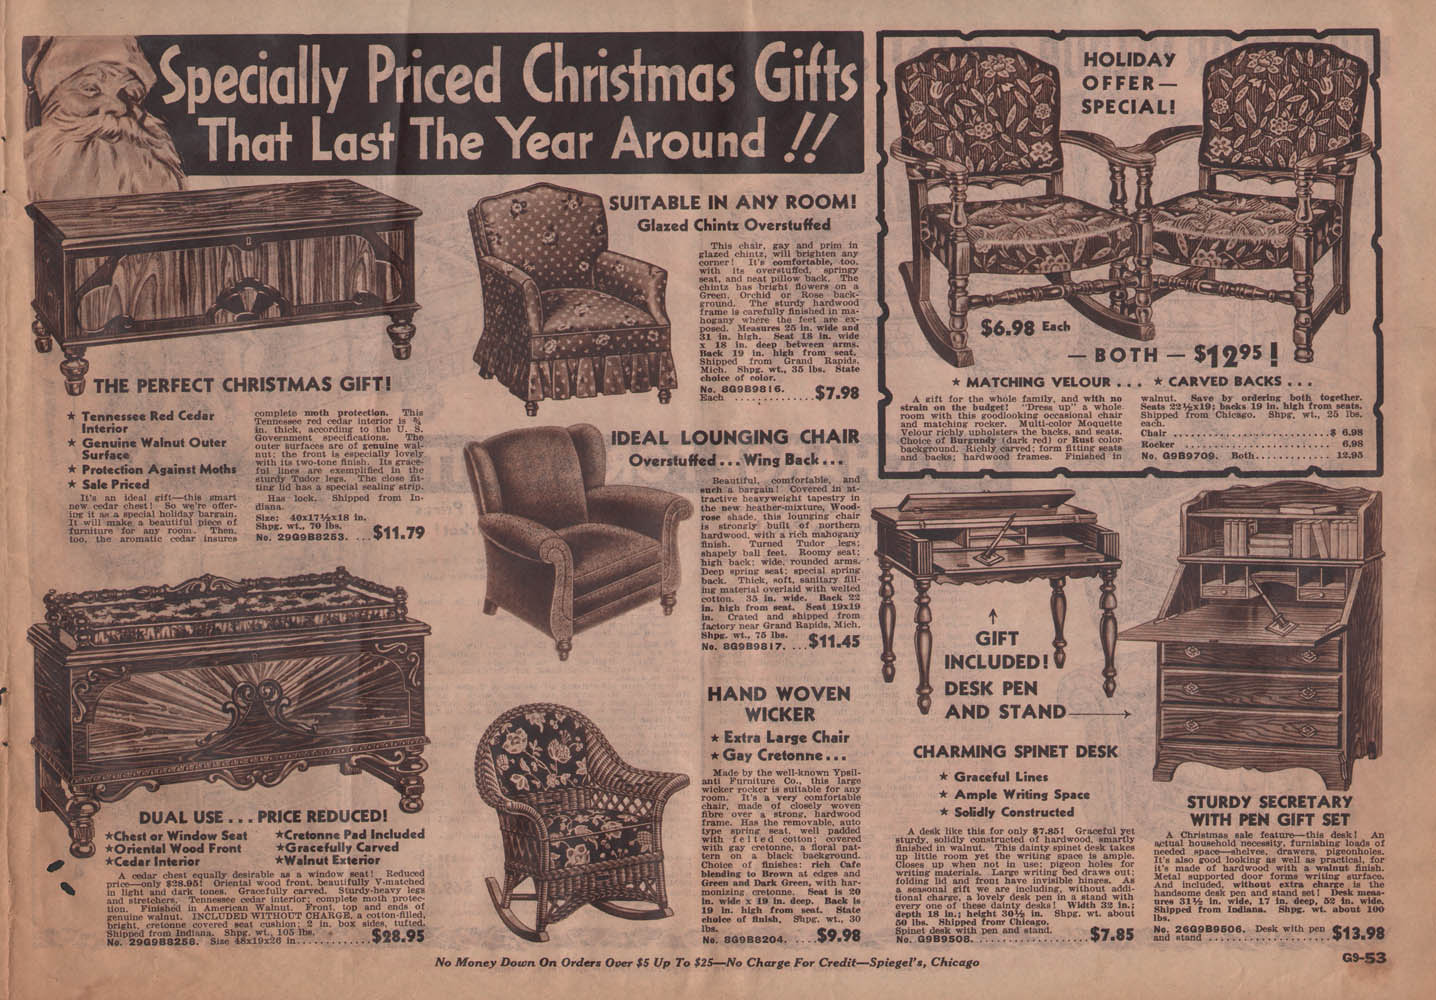 Specially Priced Christmas Gifts
That Last The Year Around !!
THE PERFECT CHRISTMAS GIFT!
★ Tennessee Red Cedar
Interior
★ Genuine Walnut Outer
Surface
★ Protection Against Moths
★ Sale Priced
It's an ideal gift—this smart
new cedar chest! So we're offer-
ing it as a special holiday bargain.
It will make a beautiful piece of
furniture for any room. Then,
too, the aromatic cedar insures
complete moth protection. This
Tennessee red cedar interior is ¾
in. thick, according to the U. S.
Government specifications. The
outer surfaces are of genuine wal-
nut; the front is especially lovely
with its two-tone finish. Its grace-
ful lines are exemplified in the
sturdy Tudor legs. The close fit-
ting lid has a special sealing strip.
Has lock. Shipped from In-
diana.
Size: 40x17½x18 in.
Shpg. wt., 70 lbs.
No. 29G9B8253. ... $11.79
DUAL USE ... PRICE REDUCED!
★Chest or Window Seat
★Oriental Wood Front
★Cedar Interior
★Cretonne Pad Included
★Gracefully Carved
★Walnut Exterior
A cedar chest equally desirable as a window seat! Reduced
price—only $28.95! Oriental wood front, beautifully V-matched
in light and dark tones. Gracefully carved. Sturdy-heavy legs
and stretchers. Tennessee cedar interior; complete moth protec-
tion. Finished in American Walnut. Front, top and ends of
genuine walnut. INCLUDED WITHOUT CHARGE, a cotton-filled,
bright, cretonne covered seat cushion; 2 in. box sides, tufted.
Shipped from Indiana. Shpg. wt., 105 lbs.
No. 29G9B8256. Size 48x19x26 in. ........... $28.95
SUITABLE IN ANY ROOM!
Glazed Chintz Overstuffed
This chair, gay and prim in
glazed chintz, will brighten any
corner! It's comfortable, too,
with its overstuffed, springy
seat, and neat pillow back. The
chintz has bright flowers on a
Green, Orchid or Rose back-
ground. The sturdy hardwood
frame is carefully finished in ma-
hogany where the feet are ex-
posed. Measures 25 in. wide and
31 in. high. Seat 18 in. wide
x 18 in. deep between arms.
Back 19 in. high from seat.
Shipped from Grand Rapids,
Mich. Shpg. wt., 35 lbs. State
choice of color.
No. 8G9B9816.
Each ............ $7.98
IDEAL LOUNGING CHAIR
Overstuffed ... Wing Back ...
Beautiful, comfortable, and
such a bargain! Covered in at-
tractive heavyweight tapestry in
the new heather-mixture, Wood-
rose shade, this lounging chair
is strongly built of northern
hardwood, with a rich mahogany
finish. Turned Tudor legs;
shapely ball feet. Roomy seat;
high back; wide, rounded arms.
Deep spring seat; special spring
back. Thick, soft, sanitary fill-
ing material overlaid with welted
cotton. 35 in. wide. Back 22
in. high from seat. Seat 19x19
in. Crated and shipped from
factory near Grand Rapids, Mich.
Shpg. wt., 75 lbs.
No. 8G9B9817. ... $11.45
HAND WOVEN
WICKER
★ Extra Large Chair
★ Gay Cretonne...
Made by the well-known Ypsil-
anti Furniture Co., this large
wicker rocker is suitable for any
room. It's a very comfortable
chair, made of closely woven
fibre over a strong, hardwood
frame. Has the removable, auto
type spring seat, well padded
with felted cotton; covered
with gay cretonne, a floral pat-
tern on a black background.
Choice of finishes: rich Cafe
blending to Brown at edges and
Green and Dark Green, with har-
monizing cretonne. Seat is 20
in. wide x 19 in. deep. Back is
19 in. high from seat. State
choice of finish. Shpg. wt., 30
lbs.
No. 8G9B8204. .... $9.98
HOLIDAY
OFFER—
SPECIAL!
$6.98 Each
— BOTH — $12.95!
★ MATCHING VELOUR ... ★ CARVED BACKS ...
A gift for the whole family, and with no
strain on the budget! "Dress up" a whole
room with this goodlooking occasional chair
and matching rocker. Multi-color Moquette
Velour richly upholsters the backs, and seats.
Choice of Burgundy (dark red) or Rust color
background. Richly carved; form fitting seats
and backs; hardwood frames. Finished in
walnut. Save by ordering both together.
Seats 22½x19; backs 19 in. high from seats.
Shipped from Chicago. Shpg. wt., 25 lbs.
each.
Chair ........................ $ 6.98
Rocker ........................ 6.98
No. G9B9709. Both ............ 12.95
↑
GIFT
INCLUDED!
DESK PEN
AND STAND →
CHARMING SPINET DESK
★ Graceful Lines
★ Ample Writing Space
★ Solidly Constructed
A desk like this for only $7.85! Graceful yet
sturdy, solidly constructed of hardwood, smartly
finished in walnut. This dainty spinet desk takes
up little room yet the writing space is ample.
Closes up when not in use; pigeon holes for
writing materials. Large writing bed draws out;
folding lid and front have invisible hinges. As
a seasonal gift we are including, without addi-
tional charge, a lovely desk pen in a stand with
every one of these dainty desks! Width 32 in.;
depth 18 in.; height 30½ in. Shpg. wt. about
50 lbs. Shipped from Chicago.
Spinet desk with pen and stand.
No. G9B9508. ................ $7.85
STURDY SECRETARY
WITH PEN GIFT SET
A Christmas sale feature—this desk! An
actual household necessity, furnishing loads of
needed space—shelves, drawers, pigeonholes.
It's also good looking as well as practical, for
it's made of hardwood with a walnut finish.
Metal supported door forms writing surface.
And included, without extra charge is the
handsome desk pen and stand set! Desk meas-
ures 31½ in. wide, 17 in. deep, 52 in. wide.
Shipped from Indiana. Shpg. wt. about 100
lbs.
No. 26G9B9506. Desk with pen
and stand .................. $13.98
No Money Down On Orders Over $5 Up To $25—No Charge For Credit—Spiegel's, Chicago
G9-53